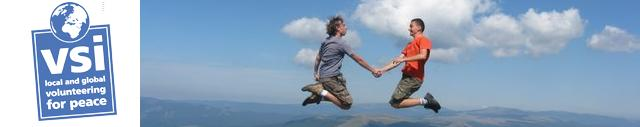 vsi
local and global
volunteering
for peace